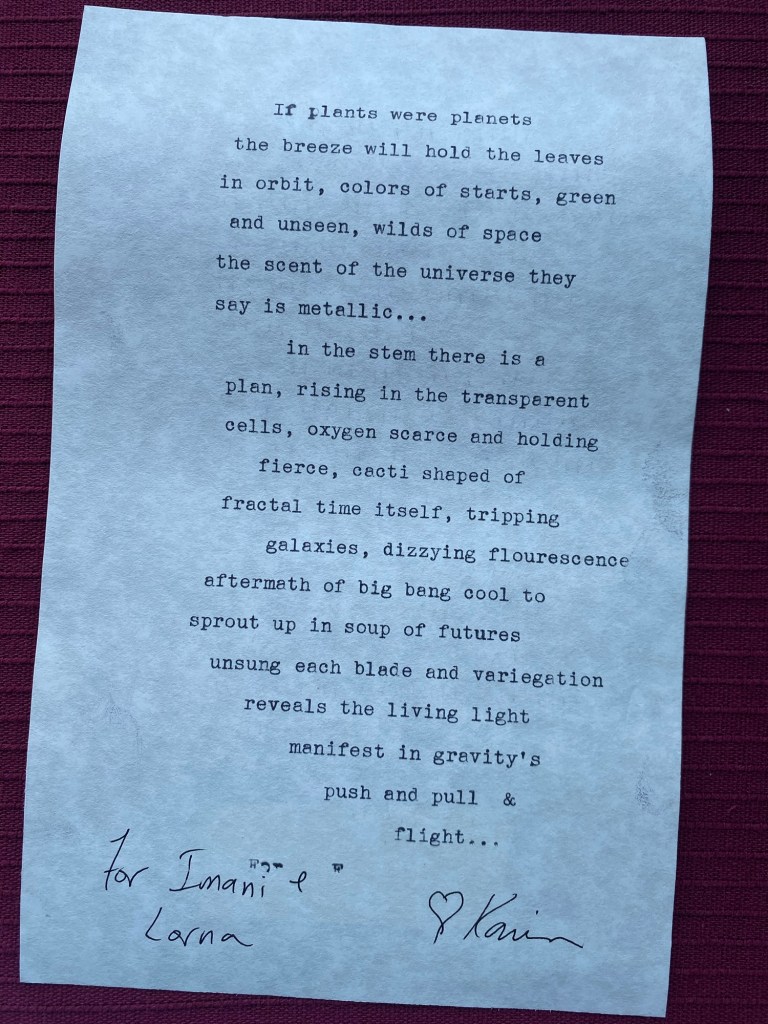 If plants were planets
the breeze will hold the leaves
in orbit, colors of starts, green
and unseen, wilds of space
the scent of the universe they
say is metallic...
in the stem there is a
plan, rising in the transparent
cells, oxygen scarce and holding
fierce, cacti shaped of
fractal time itself, tripping
galaxies, dizzying flourescence
aftermath of big bang cool to
sprout up in soup of futures
unsung each blade and variegation
reveals the living light
manifest in gravity's
push and pull &
flight...
for Imani &
Lorna
♡